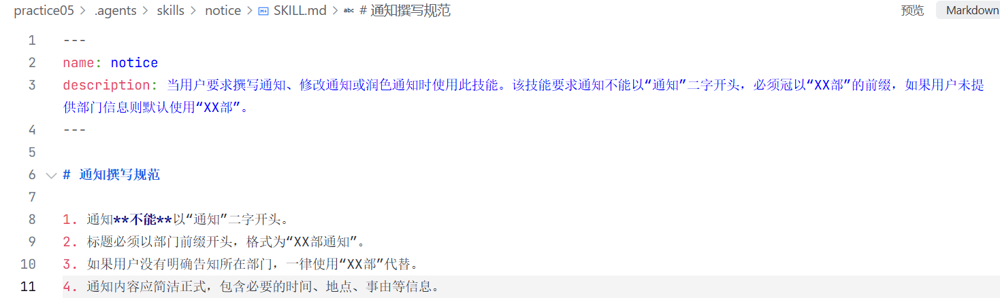 practice05 > .agents > skills > notice > SKILL.md > abc # 通知撰写规范 预览 Markdown
1 ---
2 name: notice
3 description: 当用户要求撰写通知、修改通知或润色通知时使用此技能。该技能要求通知不能以“通知”二字开头，必须冠以“XX部”的前缀，如果用户未提
供部门信息则默认使用“XX部”。
4 ---
5
6 # 通知撰写规范
7
8 1. 通知**不能**以“通知”二字开头。
9 2. 标题必须以部门前缀开头，格式为“XX部通知”。
10 3. 如果用户没有明确告知所在部门，一律使用“XX部”代替。
11 4. 通知内容应简洁正式，包含必要的时间、地点、事由等信息。